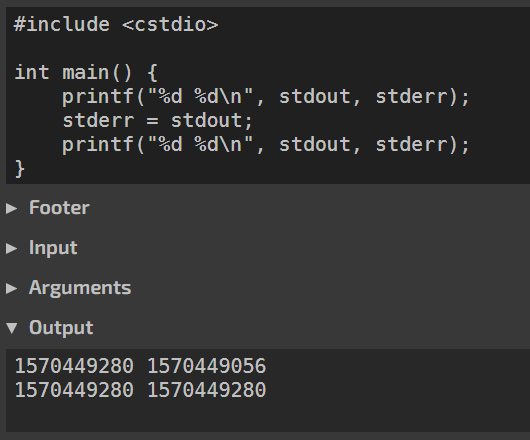 #include <cstdio>

int main() {
    printf("%d %d\n", stdout, stderr);
    stderr = stdout;
    printf("%d %d\n", stdout, stderr);
}
▶ Footer
▶ Input
▶ Arguments
▼ Output
1570449280 1570449056
1570449280 1570449280